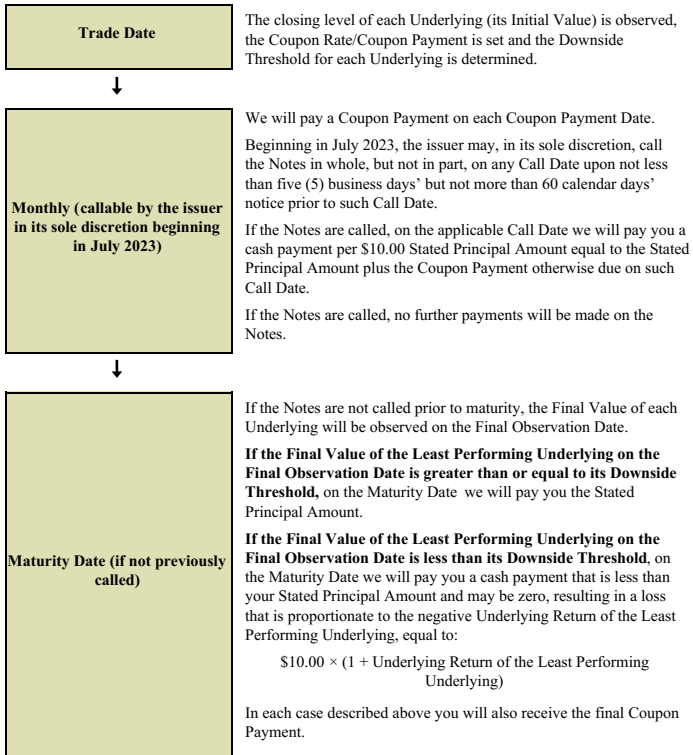 Trade Date
The closing level of each Underlying (its Initial Value) is observed,
the Coupon Rate/Coupon Payment is set and the Downside
Threshold for each Underlying is determined.
Monthly (callable by the issuer
in its sole discretion beginning
in July 2023)
We will pay a Coupon Payment on each Coupon Payment Date.
Beginning in July 2023, the issuer may, in its sole discretion, call
the Notes in whole, but not in part, on any Call Date upon not less
than five (5) business days’ but not more than 60 calendar days’
notice prior to such Call Date.
If the Notes are called, on the applicable Call Date we will pay you a
cash payment per $10.00 Stated Principal Amount equal to the Stated
Principal Amount plus the Coupon Payment otherwise due on such
Call Date.
If the Notes are called, no further payments will be made on the
Notes.
Maturity Date (if not previously
called)
If the Notes are not called prior to maturity, the Final Value of each
Underlying will be observed on the Final Observation Date.
If the Final Value of the Least Performing Underlying on the
Final Observation Date is greater than or equal to its Downside
Threshold, on the Maturity Date we will pay you the Stated
Principal Amount.
If the Final Value of the Least Performing Underlying on the
Final Observation Date is less than its Downside Threshold, on
the Maturity Date we will pay you a cash payment that is less than
your Stated Principal Amount and may be zero, resulting in a loss
that is proportionate to the negative Underlying Return of the Least
Performing Underlying, equal to:
$10.00 × (1 + Underlying Return of the Least Performing
Underlying)
In each case described above you will also receive the final Coupon
Payment.